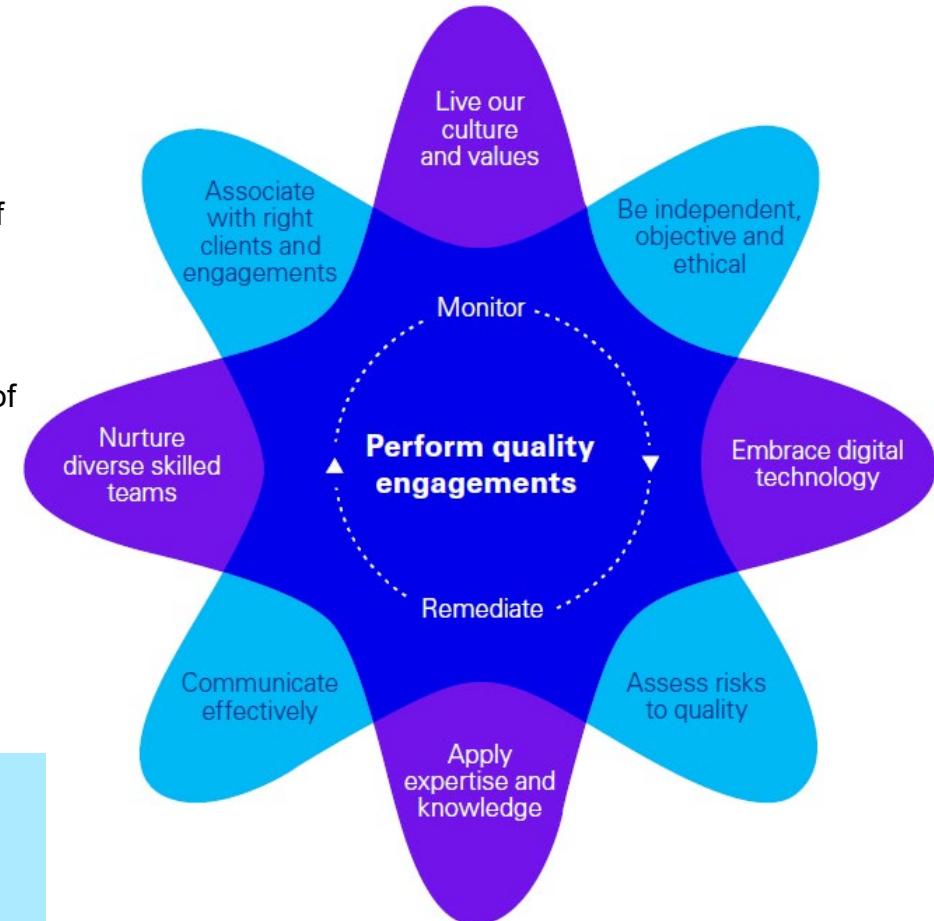 f
of
Live our
culture
and values
Be independent,
objective and
ethical
Embrace digital
technology
Assess risks
to quality
Apply
expertise and
knowledge
Communicate
effectively
Nurture
diverse skilled
teams
Associate
with right
clients and
engagements
Monitor
Perform quality
engagements
Remediate